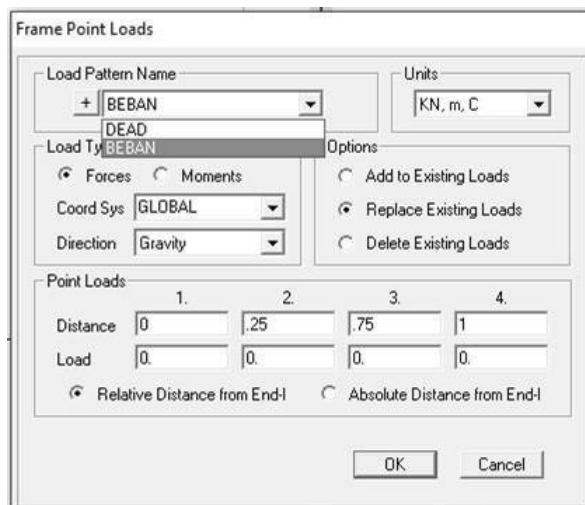 Frame Point Loads
Load Pattern Name
+ BEBAN
DEAD
BEBAN
Units
KN, m, C
Load Ty
Forces Moments
Coord Sys GLOBAL
Direction Gravity
Options
Add to Existing Loads
Replace Existing Loads
Delete Existing Loads
Point Loads
1. 2. 3. 4.
Distance 0 .25 .75 1
Load 0. 0. 0. 0.
Relative Distance from End-I Absolute Distance from End-I
OK Cancel